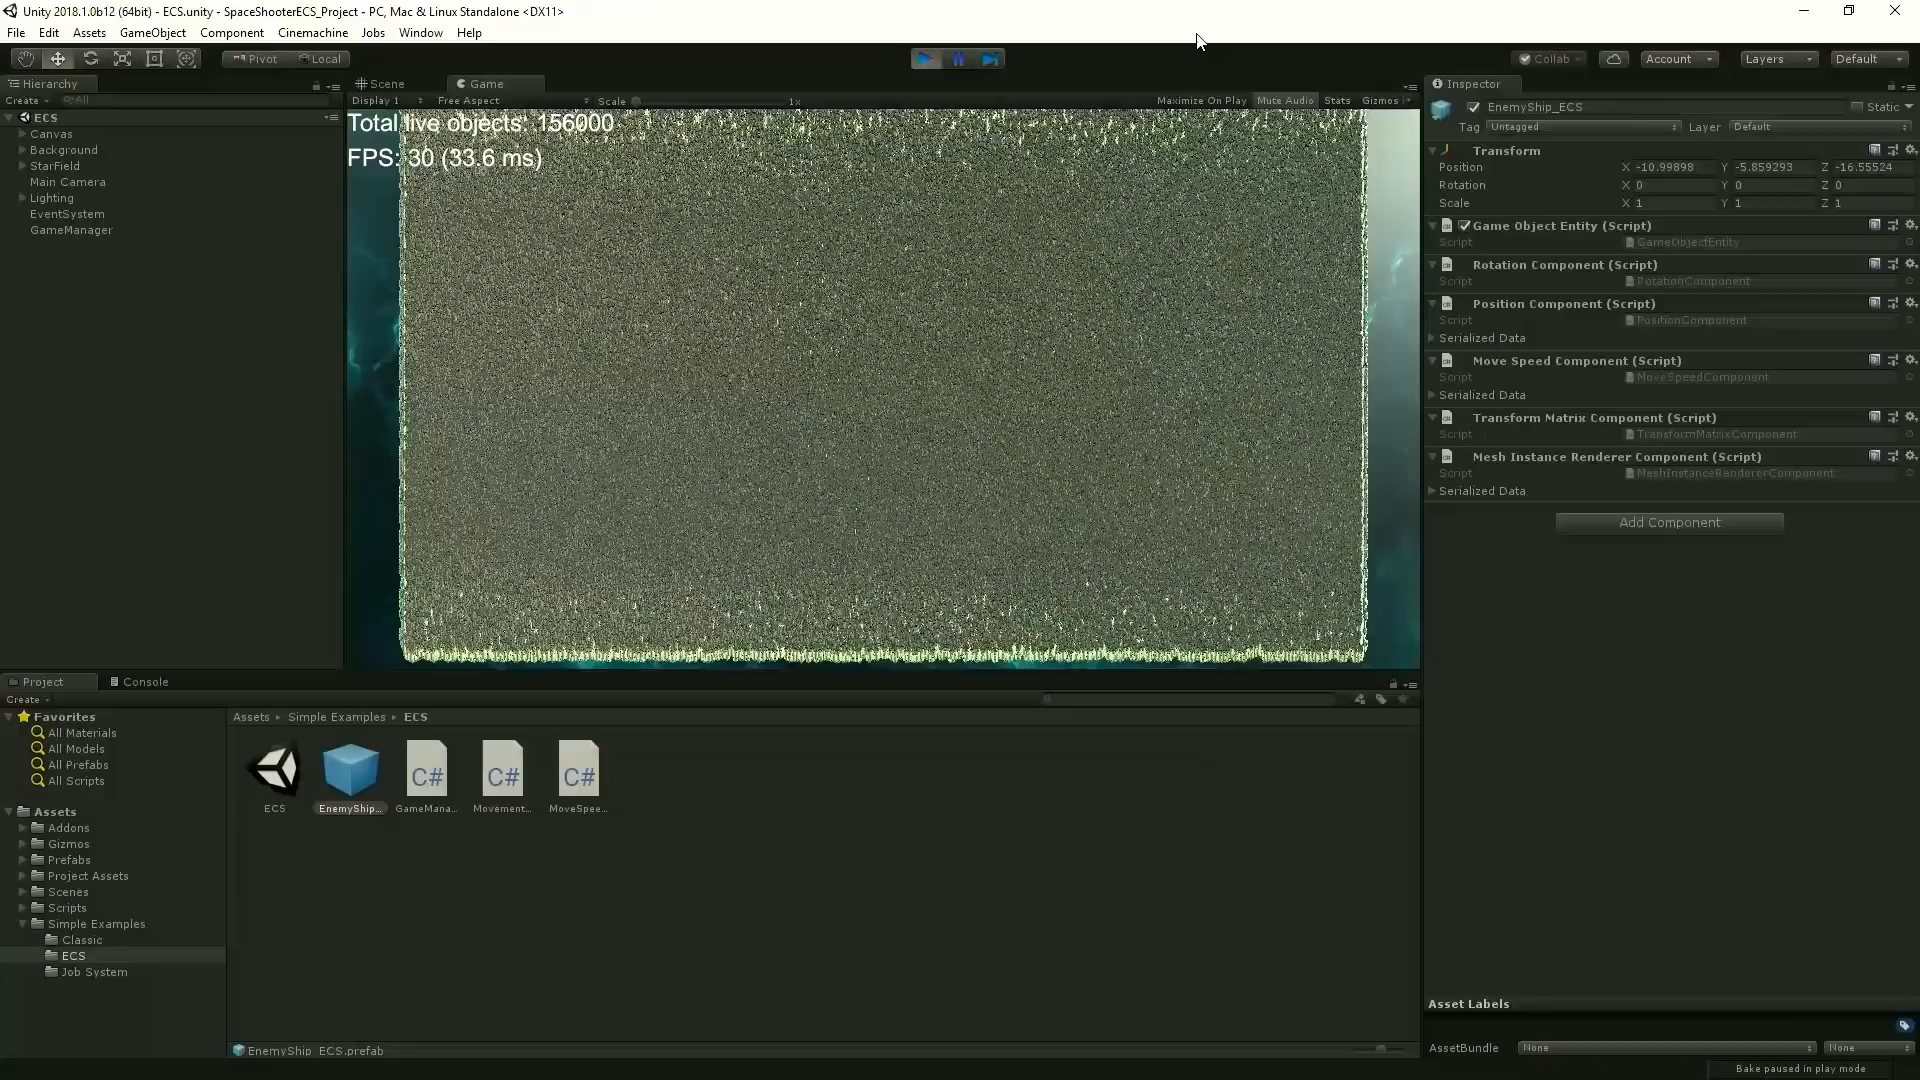 Unity 2018.1.0b12 (64bit) - ECS.unity - SpaceShooterECS_Project - PC, Mac & Linux Standalone <DX11>
File Edit Assets GameObject Component Cinemachine Jobs Window Help
Pivot Local Collab Account Layers Default
Hierarchy
Create All
ECS
Canvas
Background
StarField
Main Camera
Lighting
EventSystem
GameManager
Scene Game
Display 1 Free Aspect Scale 1x Maximize On Play Mute Audio Stats Gizmos
Total live objects: 156000
FPS: 30 (33.6 ms)
Inspector
EnemyShip_ECS Static
Tag Untagged Layer Default
Transform
Position X -10.99898 Y -5.859293 Z -16.55524
Rotation X 0 Y 0 Z 0
Scale X 1 Y 1 Z 1
Game Object Entity (Script)
Script GameObjectEntity
Rotation Component (Script)
Script RotationComponent
Position Component (Script)
Script PositionComponent
Serialized Data
Move Speed Component (Script)
Script MoveSpeedComponent
Serialized Data
Transform Matrix Component (Script)
Script TransformMatrixComponent
Mesh Instance Renderer Component (Script)
Script MeshInstanceRendererComponent
Serialized Data
Add Component
Project Console
Create
Favorites
All Materials
All Models
All Prefabs
All Scripts
Assets
Addons
Gizmos
Prefabs
Project Assets
Scenes
Scripts
Simple Examples
Classic
ECS
Job System
Assets Simple Examples ECS
C# C# C#
ECS EnemyShip... GameMana... Movement... MoveSpee...
EnemyShip_ECS.prefab
Asset Labels
AssetBundle None None
Bake paused in play mode